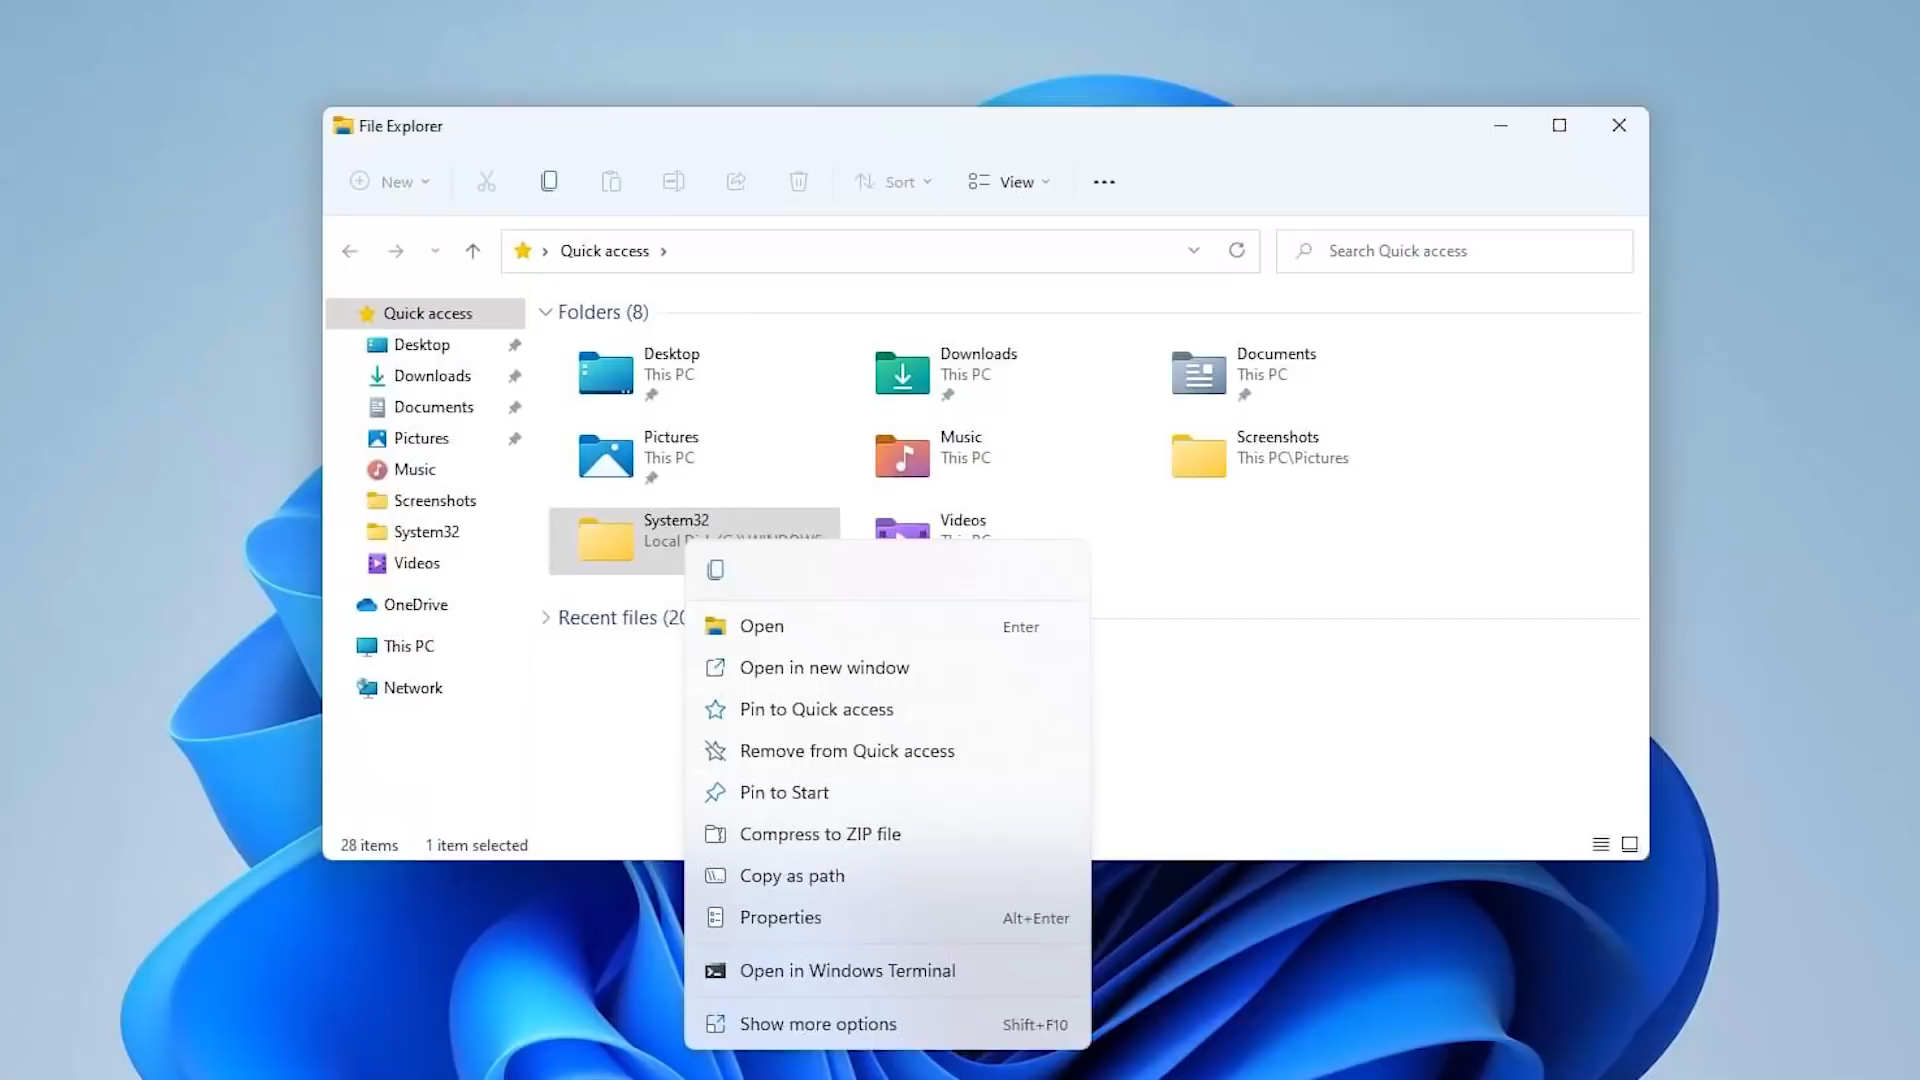 File Explorer
New
Sort
View
Quick access
Search Quick access
Quick access
Desktop
Downloads
Documents
Pictures
Music
Screenshots
System32
Videos
OneDrive
This PC
Network
Folders (8)
Desktop
This PC
Downloads
This PC
Documents
This PC
Pictures
This PC
Music
This PC
Screenshots
This PC\Pictures
System32
Local
Videos
This PC
Recent files (20
Open Enter
Open in new window
Pin to Quick access
Remove from Quick access
Pin to Start
Compress to ZIP file
Copy as path
Properties Alt+Enter
Open in Windows Terminal
Show more options Shift+F10
28 items 1 item selected